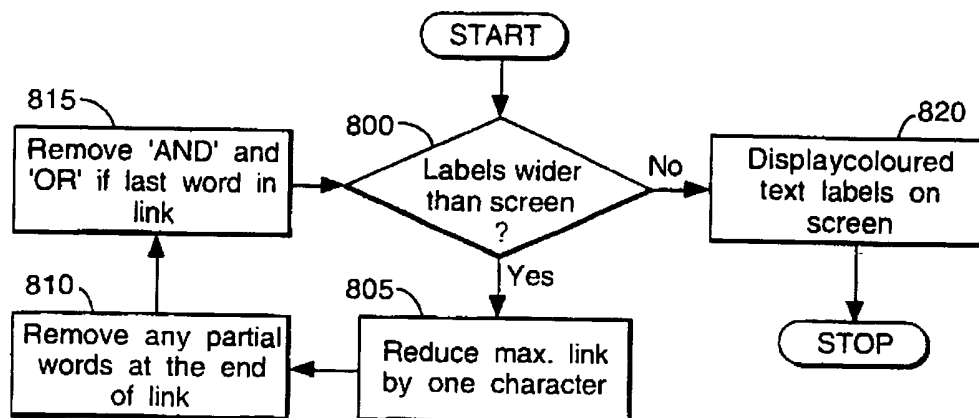 START
815
Remove 'AND' and
'OR' if last word in
link
800
Labels wider
than screen
?
No
820
Displaycoloured
text labels on
screen
Yes
810
Remove any partial
words at the end
of link
805
Reduce max. link
by one character
STOP